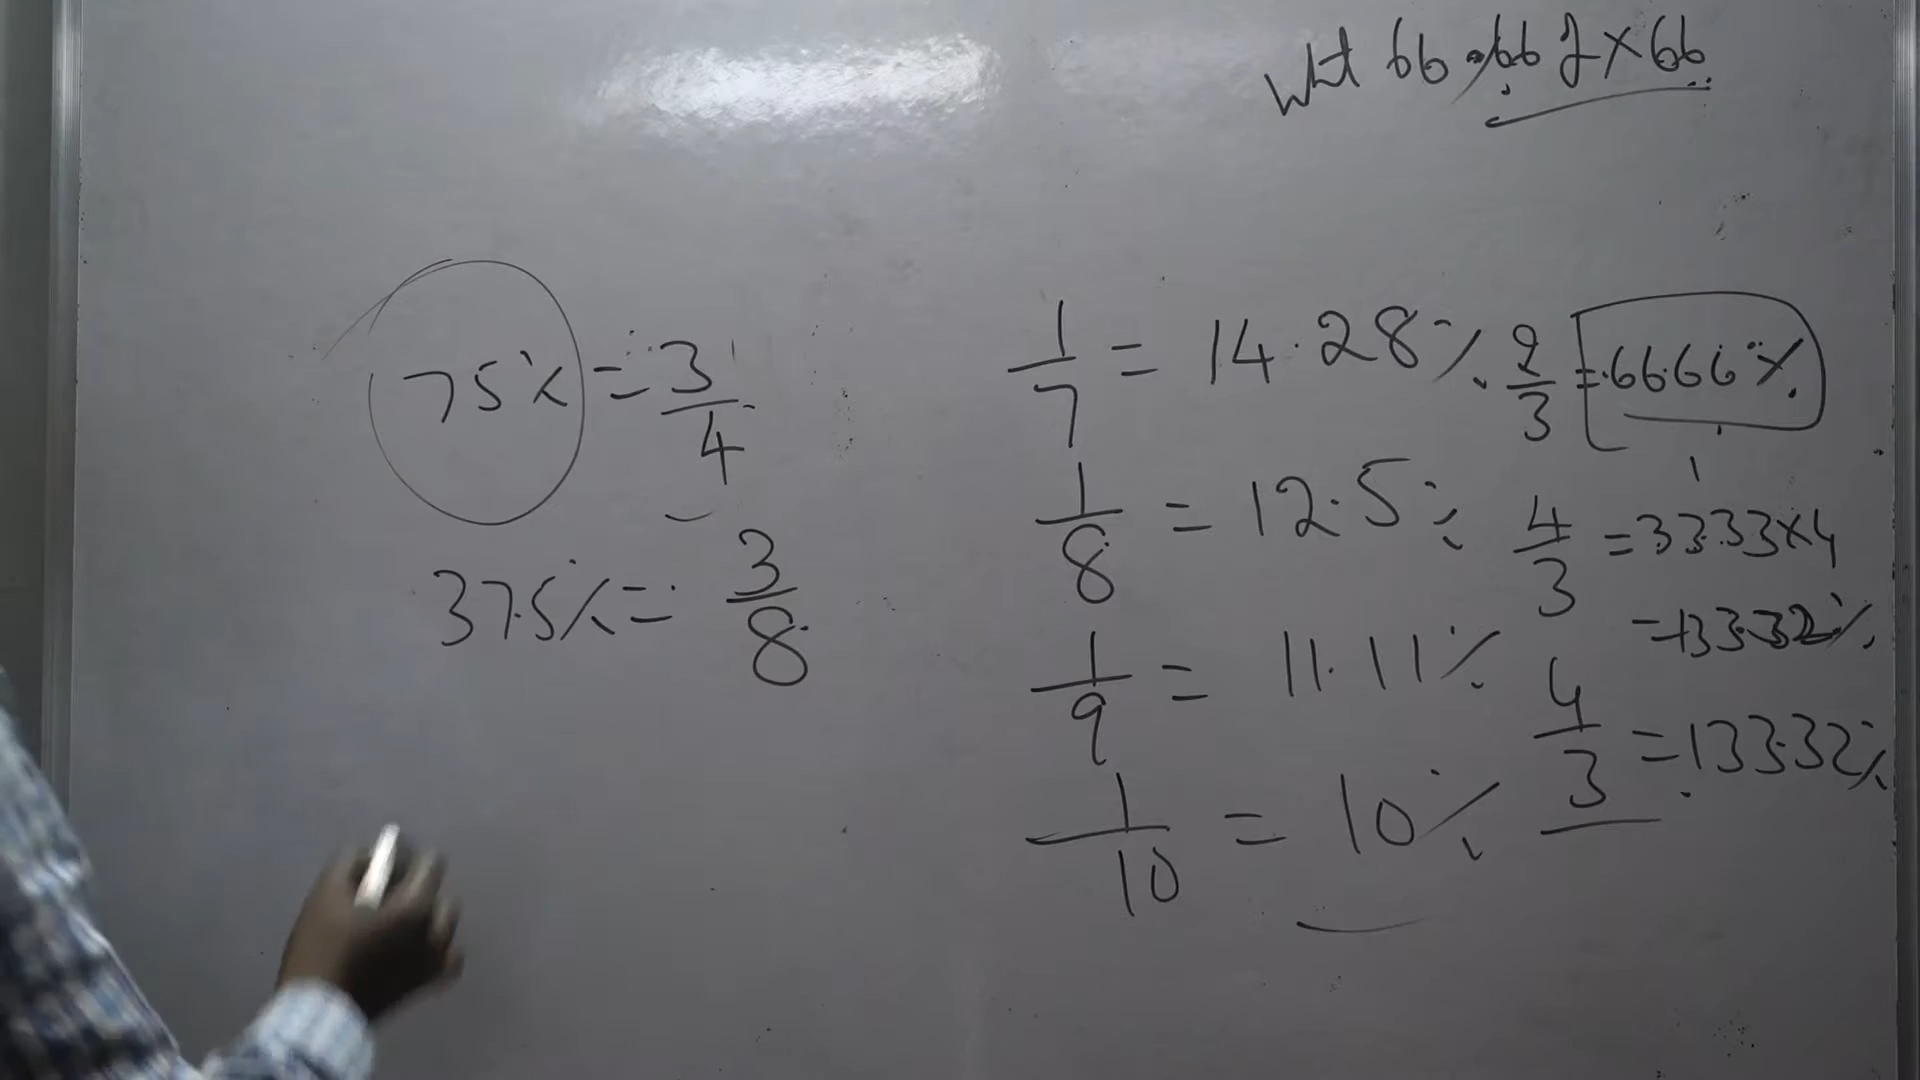 What 66.66 % X 66
75% = 3/4
37.5% = 3/8
1/7 = 14.28%
1/8 = 12.5%
1/9 = 11.11%
1/10 = 10%
2/3 = 66.66%
4/3 = 33.33x4
= 133.32%
4/3 = 133.32%